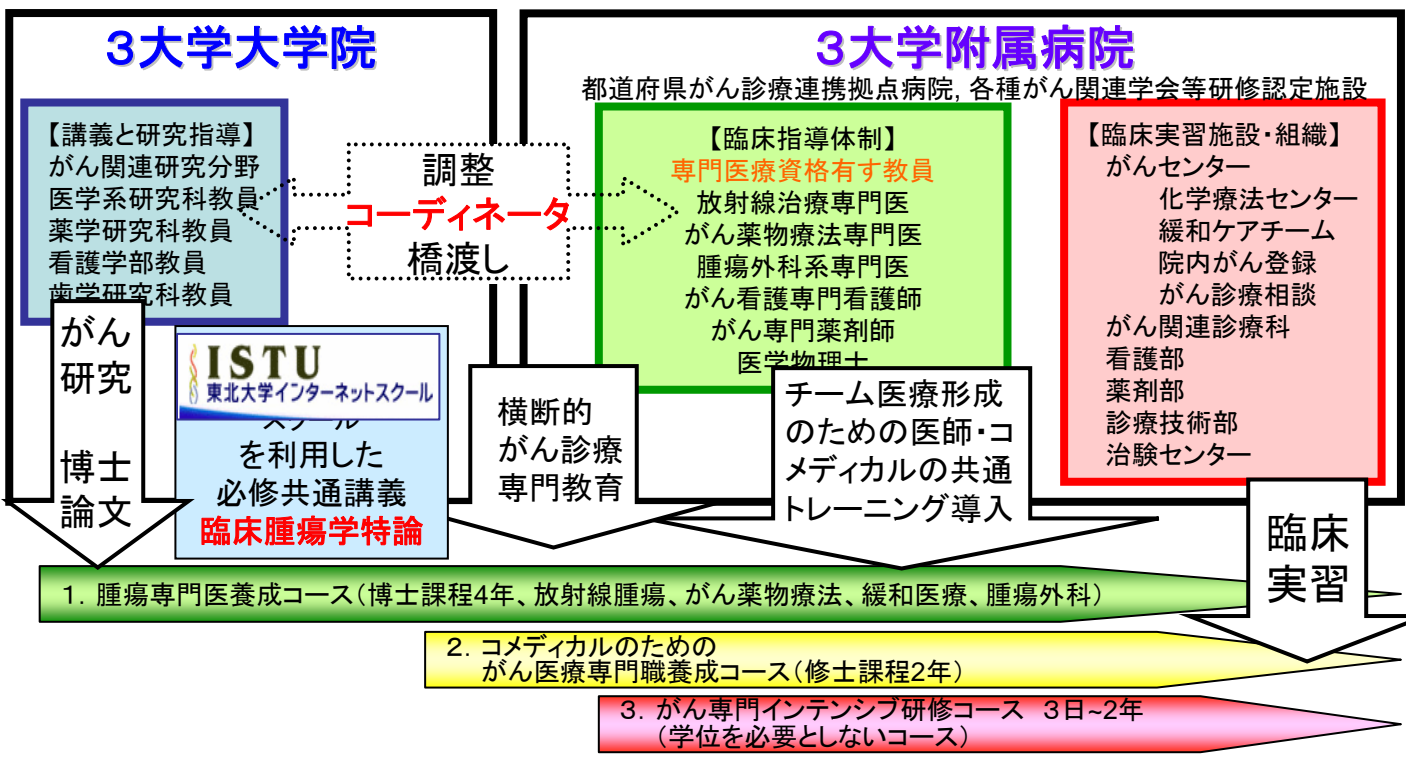 3大学大学院
【講義と研究指導】
がん関連研究分野
医学系研究科教員
薬学研究科教員
看護学部教員
歯学研究科教員
調整
コーディネータ
橋渡し
3大学附属病院
都道府県がん診療連携拠点病院, 各種がん関連学会等研修認定施設
【臨床指導体制】
専門医療資格有す教員
放射線治療専門医
がん薬物療法専門医
腫瘍外科系専門医
がん看護専門看護師
がん専門薬剤師
医学物理士
【臨床実習施設・組織】
がんセンター
化学療法センター
緩和ケアチーム
院内がん登録
がん診療相談
がん関連診療科
看護部
薬剤部
診療技術部
治験センター
がん
研究
博士
論文
ISTU
東北大学インターネットスクール
スクール
を利用した
必修共通講義
臨床腫瘍学特論
横断的
がん診療
専門教育
チーム医療形成
のための医師・コ
メディカルの共通
トレーニング導入
臨床
実習
1. 腫瘍専門医養成コース(博士課程4年、放射線腫瘍、がん薬物療法、緩和医療、腫瘍外科)
2. コメディカルのための
がん医療専門職養成コース(修士課程2年)
3. がん専門インテンシブ研修コース 3日~2年
(学位を必要としないコース)